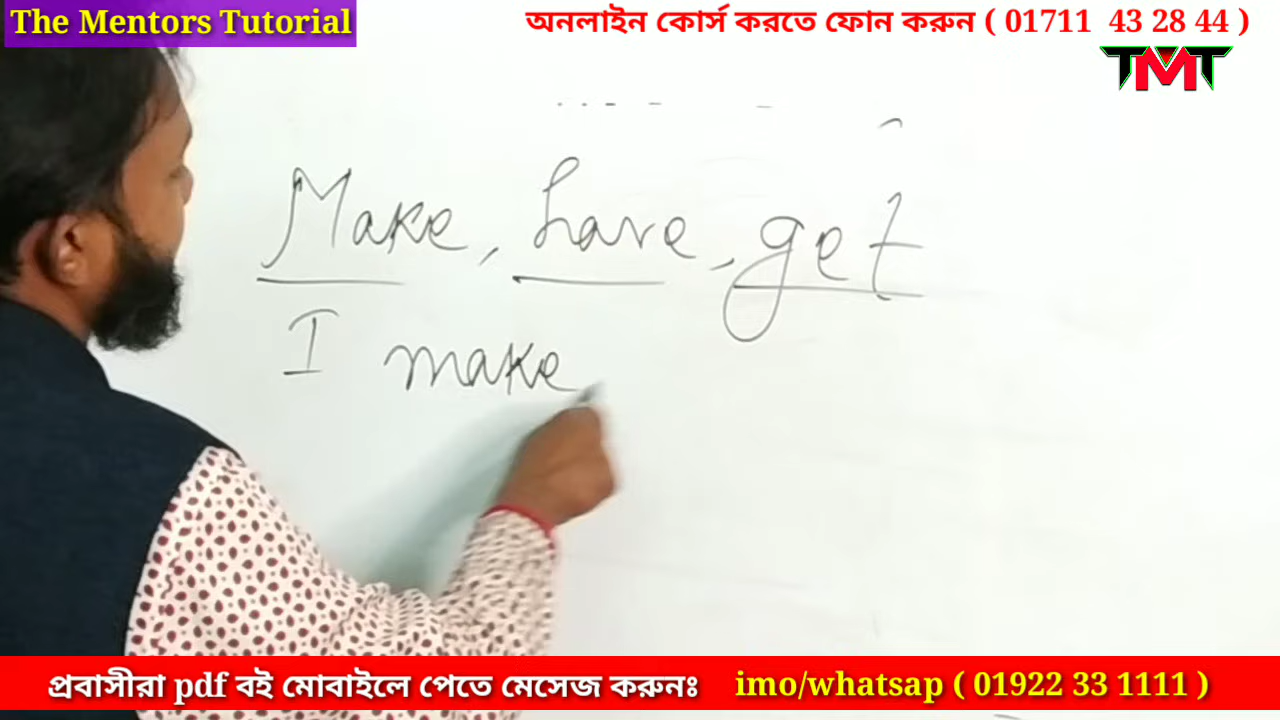 The Mentors Tutorial
অনলাইন কোর্স করতে ফোন করুন ( 01711 43 28 44 )
TMT
Make, have, get
I make
প্রবাসীরা pdf বই মোবাইলে পেতে মেসেজ করুনঃ imo/whatsap ( 01922 33 1111 )